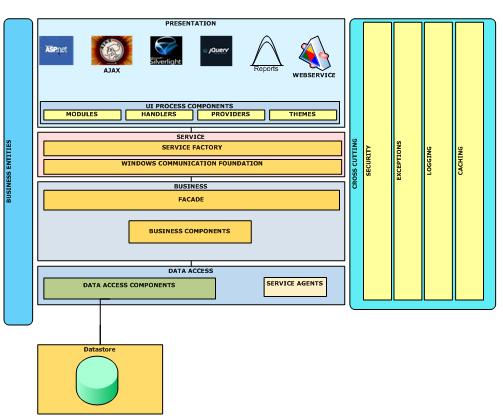 PRESENTATION
ASP.net
AJAX
Microsoft
Silverlight
jQuery
Reports
WEBSERVICE
UI PROCESS COMPONENTS
MODULES
HANDLERS
PROVIDERS
THEMES
SERVICE
SERVICE FACTORY
WINDOWS COMMUNICATION FOUNDATION
BUSINESS
FACADE
BUSINESS COMPONENTS
DATA ACCESS
DATA ACCESS COMPONENTS
SERVICE AGENTS
Datastore
BUSINESS ENTITIES
CROSS CUTTING
SECURITY
EXCEPTIONS
LOGGING
CACHING